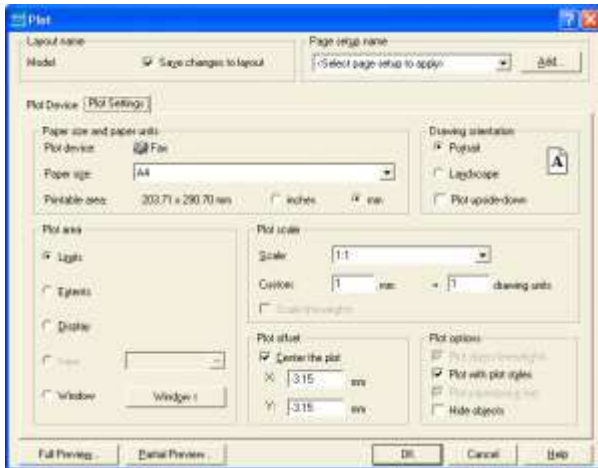 Plot
Layout name
Model Save changes to layout
Page setup name
<Select page setup to apply> Add...
Plot Device Plot Settings
Paper size and paper units
Plot device: Fax
Paper size: A4
Printable area: 203.71 x 290.70 mm inches mm
Drawing orientation
Portrait
Landscape
Plot upside-down
A
Plot area
Limits
Extents
Display
View
Window Window <
Plot scale
Scale: 1:1
Custom: 1 mm = 1 drawing units
Scale lineweights
Plot offset
Center the plot
X: -3.15 mm
Y: -3.15 mm
Plot options
Plot object lineweights
Plot with plot styles
Plot paperspace last
Hide objects
Full Preview... Partial Preview... OK Cancel Help